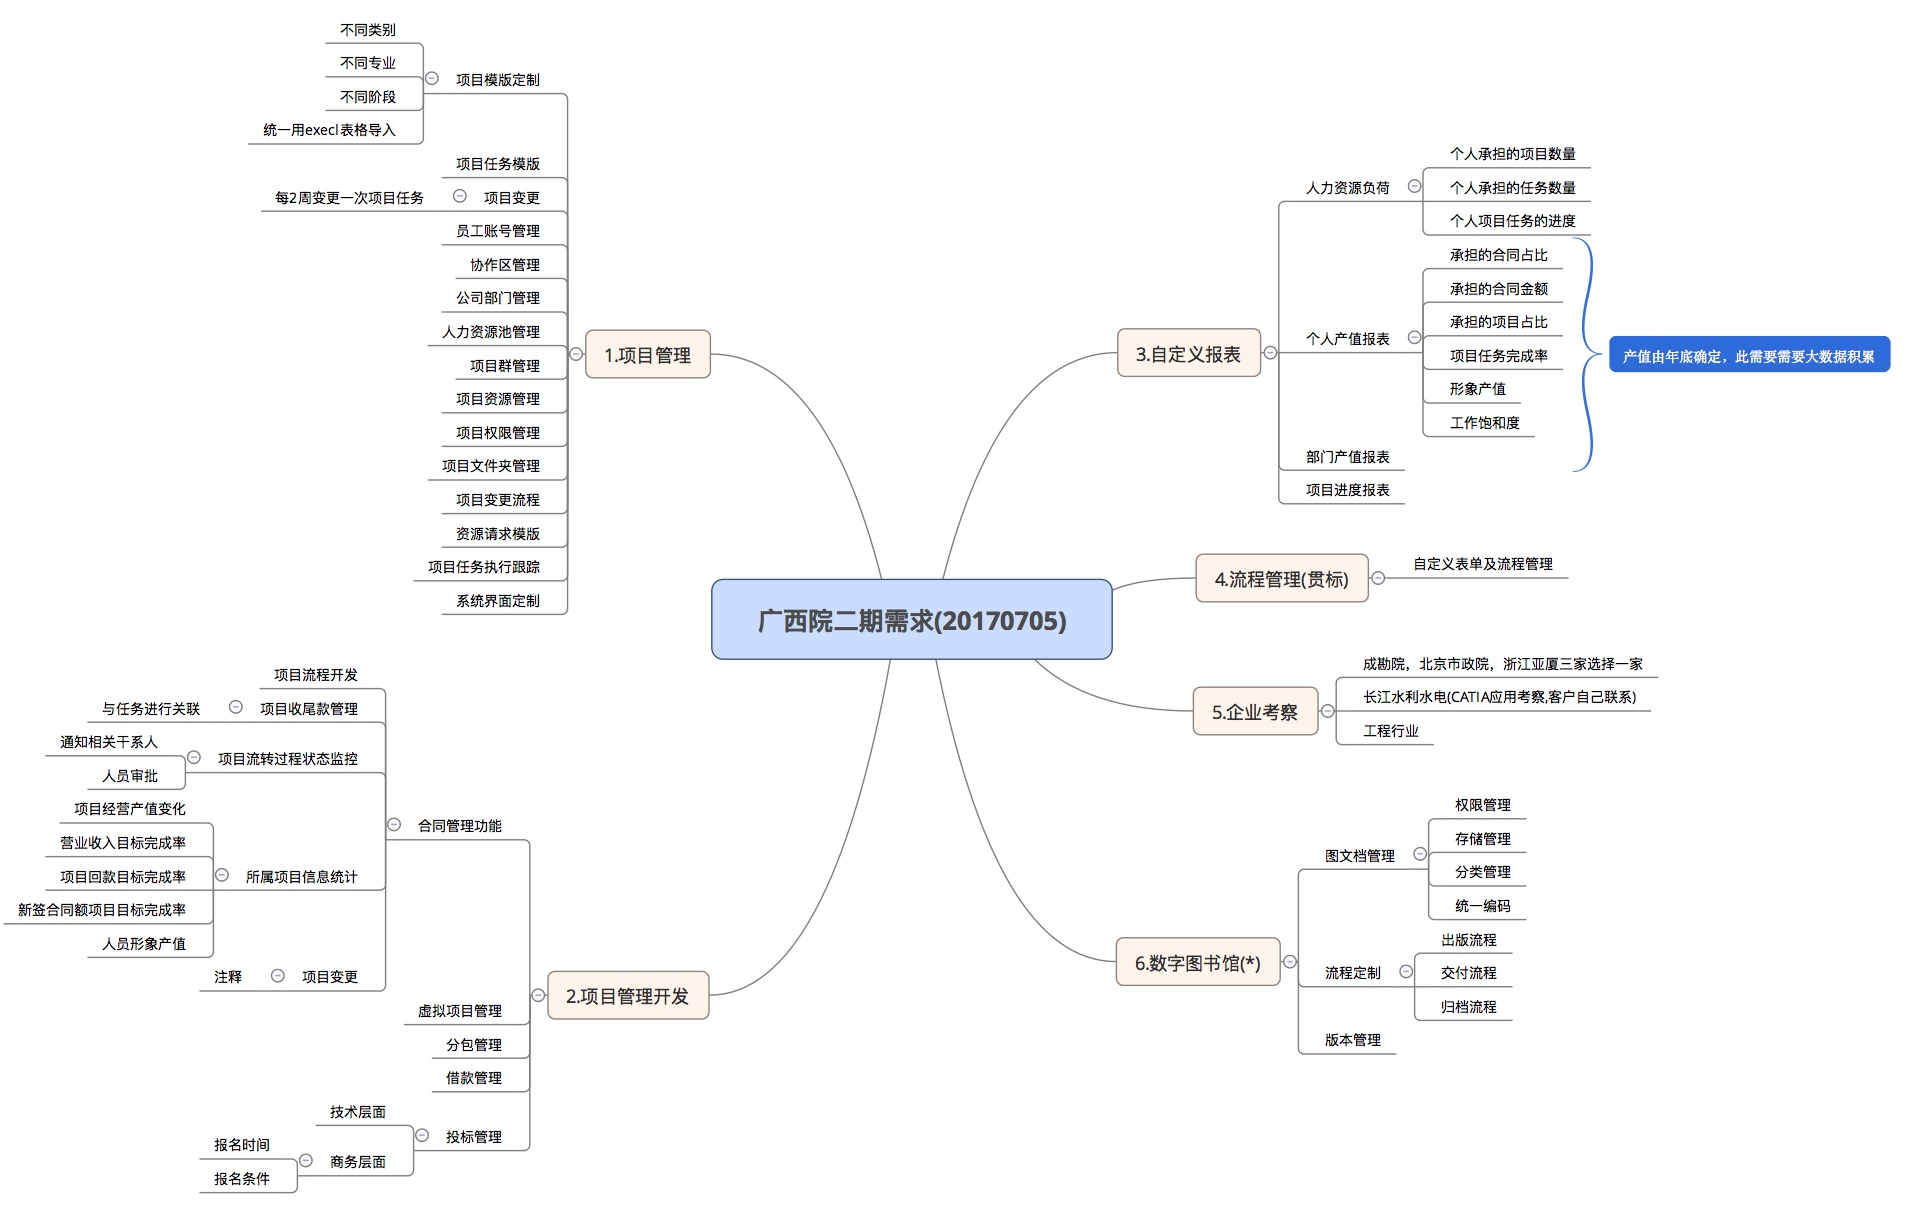 广西院二期需求(20170705)
1.项目管理
项目模版定制
不同类别
不同专业
不同阶段
统一用execl表格导入
项目任务模版
项目变更
每2周变更一次项目任务
员工账号管理
协作区管理
公司部门管理
人力资源池管理
项目群管理
项目资源管理
项目权限管理
项目文件夹管理
项目变更流程
资源请求模版
项目任务执行跟踪
系统界面定制
2.项目管理开发
合同管理功能
项目流程开发
项目收尾款管理
与任务进行关联
项目流转过程状态监控
通知相关干系人
人员审批
所属项目信息统计
项目经营产值变化
营业收入目标完成率
项目回款目标完成率
新签合同额项目目标完成率
人员形象产值
项目变更
注释
虚拟项目管理
分包管理
借款管理
投标管理
技术层面
商务层面
报名时间
报名条件
3.自定义报表
人力资源负荷
个人承担的项目数量
个人承担的任务数量
个人项目任务的进度
个人产值报表
承担的合同占比
承担的合同金额
承担的项目占比
项目任务完成率
形象产值
工作饱和度
部门产值报表
项目进度报表
产值由年底确定，此需要需要大数据积累
4.流程管理(贯标)
自定义表单及流程管理
5.企业考察
成勘院，北京市政院，浙江亚厦三家选择一家
长江水利水电(CATIA应用考察,客户自己联系)
工程行业
6.数字图书馆(*)
图文档管理
权限管理
存储管理
分类管理
统一编码
流程定制
出版流程
交付流程
归档流程
版本管理